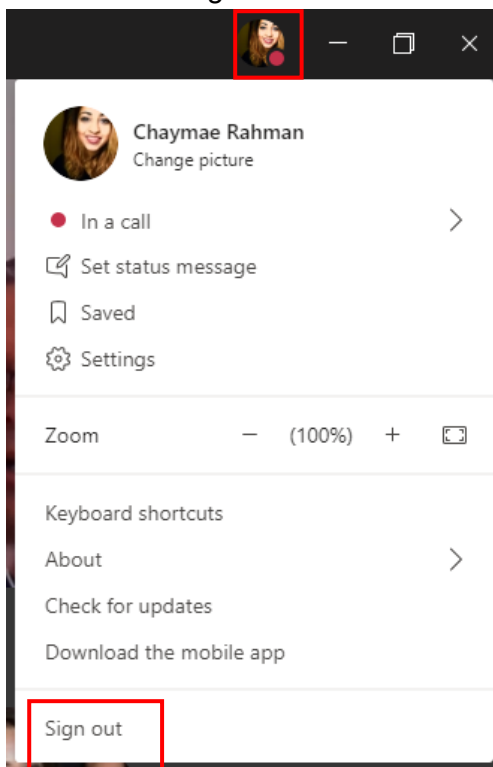 Chaymae Rahman
Change picture
In a call
Set status message
Saved
Settings
Zoom − (100%) +
Keyboard shortcuts
About
Check for updates
Download the mobile app
Sign out